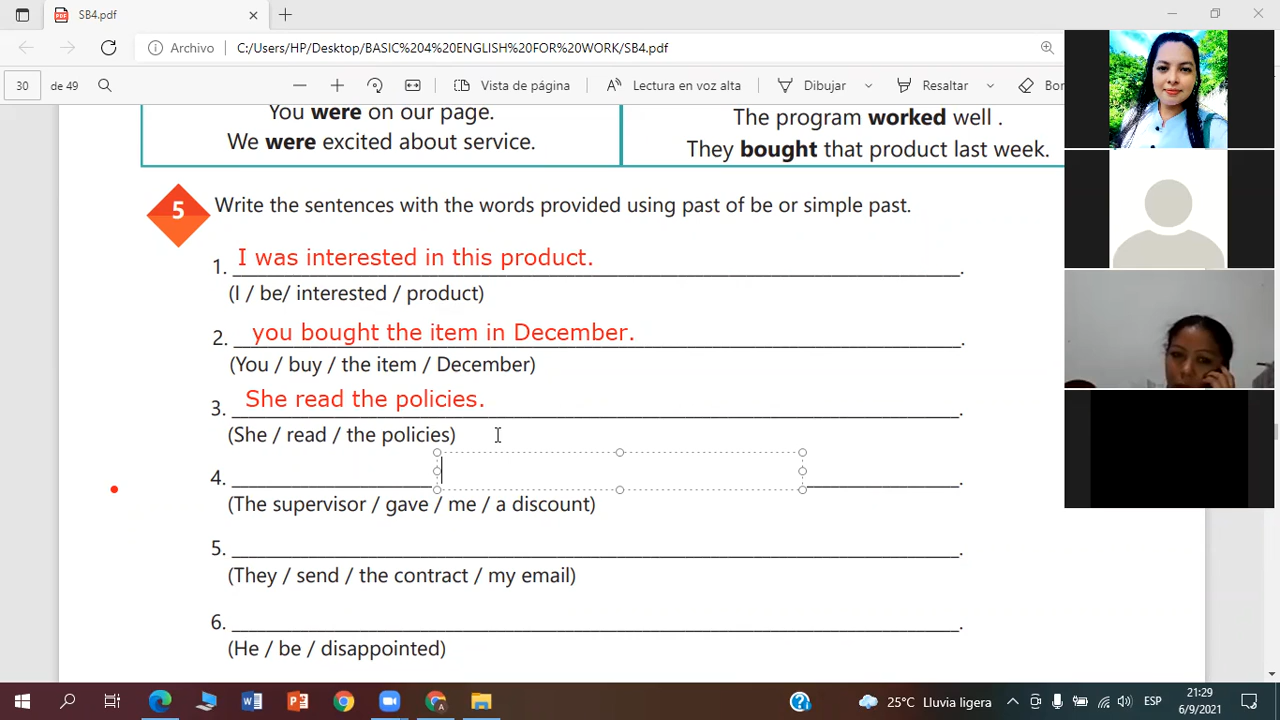 SB4.pdf
Archivo C:/Users/HP/Desktop/BASIC%204%20ENGLISH%20FOR%20WORK/SB4.pdf
30 de 49 Vista de página Lectura en voz alta Dibujar Resaltar Bor
You were on our page.
We were excited about service.
The program worked well .
They bought that product last week.
5 Write the sentences with the words provided using past of be or simple past.
1. I was interested in this product. .
(I / be/ interested / product)
2. you bought the item in December. .
(You / buy / the item / December)
3. She read the policies. .
(She / read / the policies)
4. .
(The supervisor / gave / me / a discount)
5. .
(They / send / the contract / my email)
6. .
(He / be / disappointed)
25°C Lluvia ligera ESP 21:29
6/9/2021